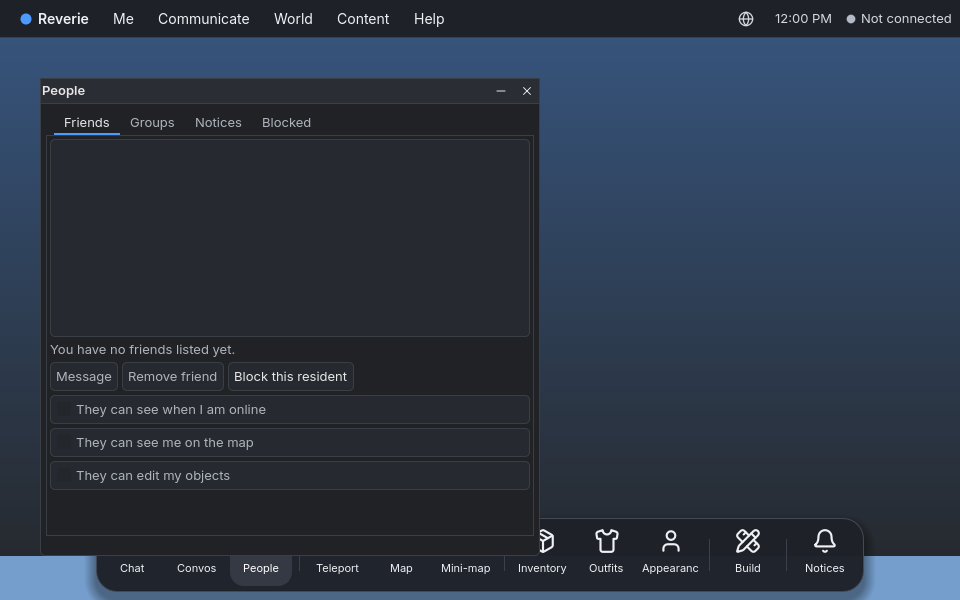 Reverie Me Communicate World Content Help 12:00 PM Not connected
People
Friends Groups Notices Blocked
You have no friends listed yet.
Message Remove friend Block this resident
They can see when I am online
They can see me on the map
They can edit my objects
Chat Convos People Teleport Map Mini-map Inventory Outfits Appearanc Build Notices